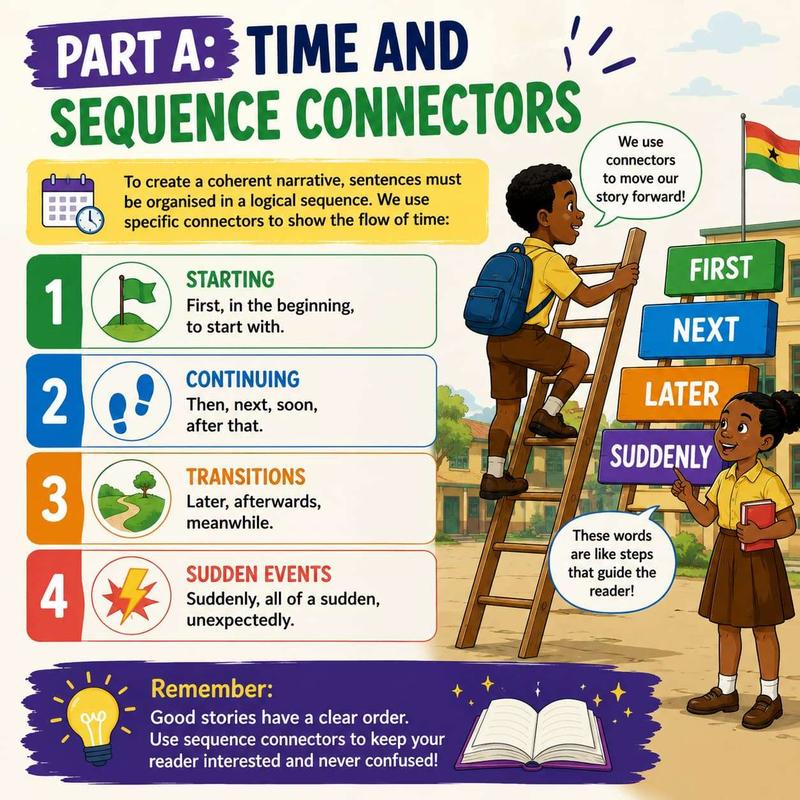 PART A: TIME AND
SEQUENCE CONNECTORS
To create a coherent narrative, sentences must
be organised in a logical sequence. We use
specific connectors to show the flow of time:
1
STARTING
First, in the beginning,
to start with.
2
CONTINUING
Then, next, soon,
after that.
3
TRANSITIONS
Later, afterwards,
meanwhile.
4
SUDDEN EVENTS
Suddenly, all of a sudden,
unexpectedly.
We use
connectors
to move our
story forward!
FIRST
NEXT
LATER
SUDDENLY
These words
are like steps
that guide the
reader!
Remember:
Good stories have a clear order.
Use sequence connectors to keep your
reader interested and never confused!